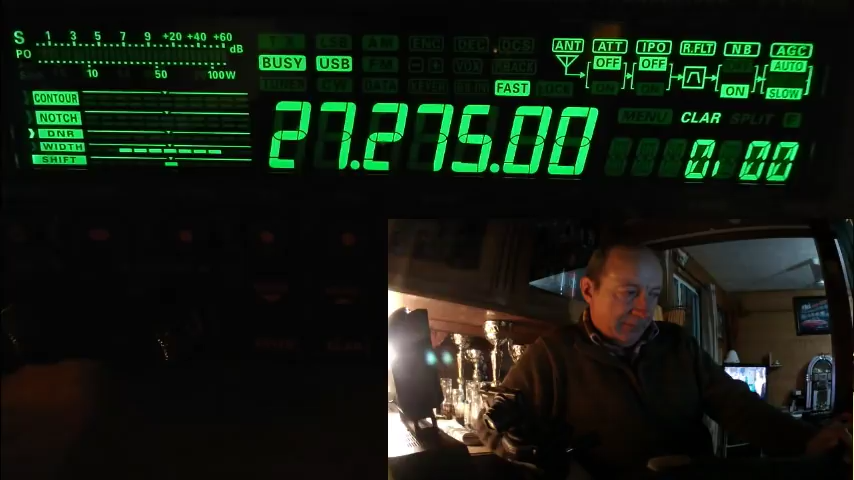 S 1 3 5 7 9 +20 +40 +60 dB
PO 10 50 100W
BUSY USB
FAST
ANT ATT IPO R.FLT NB AGC
OFF OFF AUTO
ON SLOW
CONTOUR
NOTCH
DNR
WIDTH
SHIFT
MENU CLAR SPLIT
27.275.00
0. 00